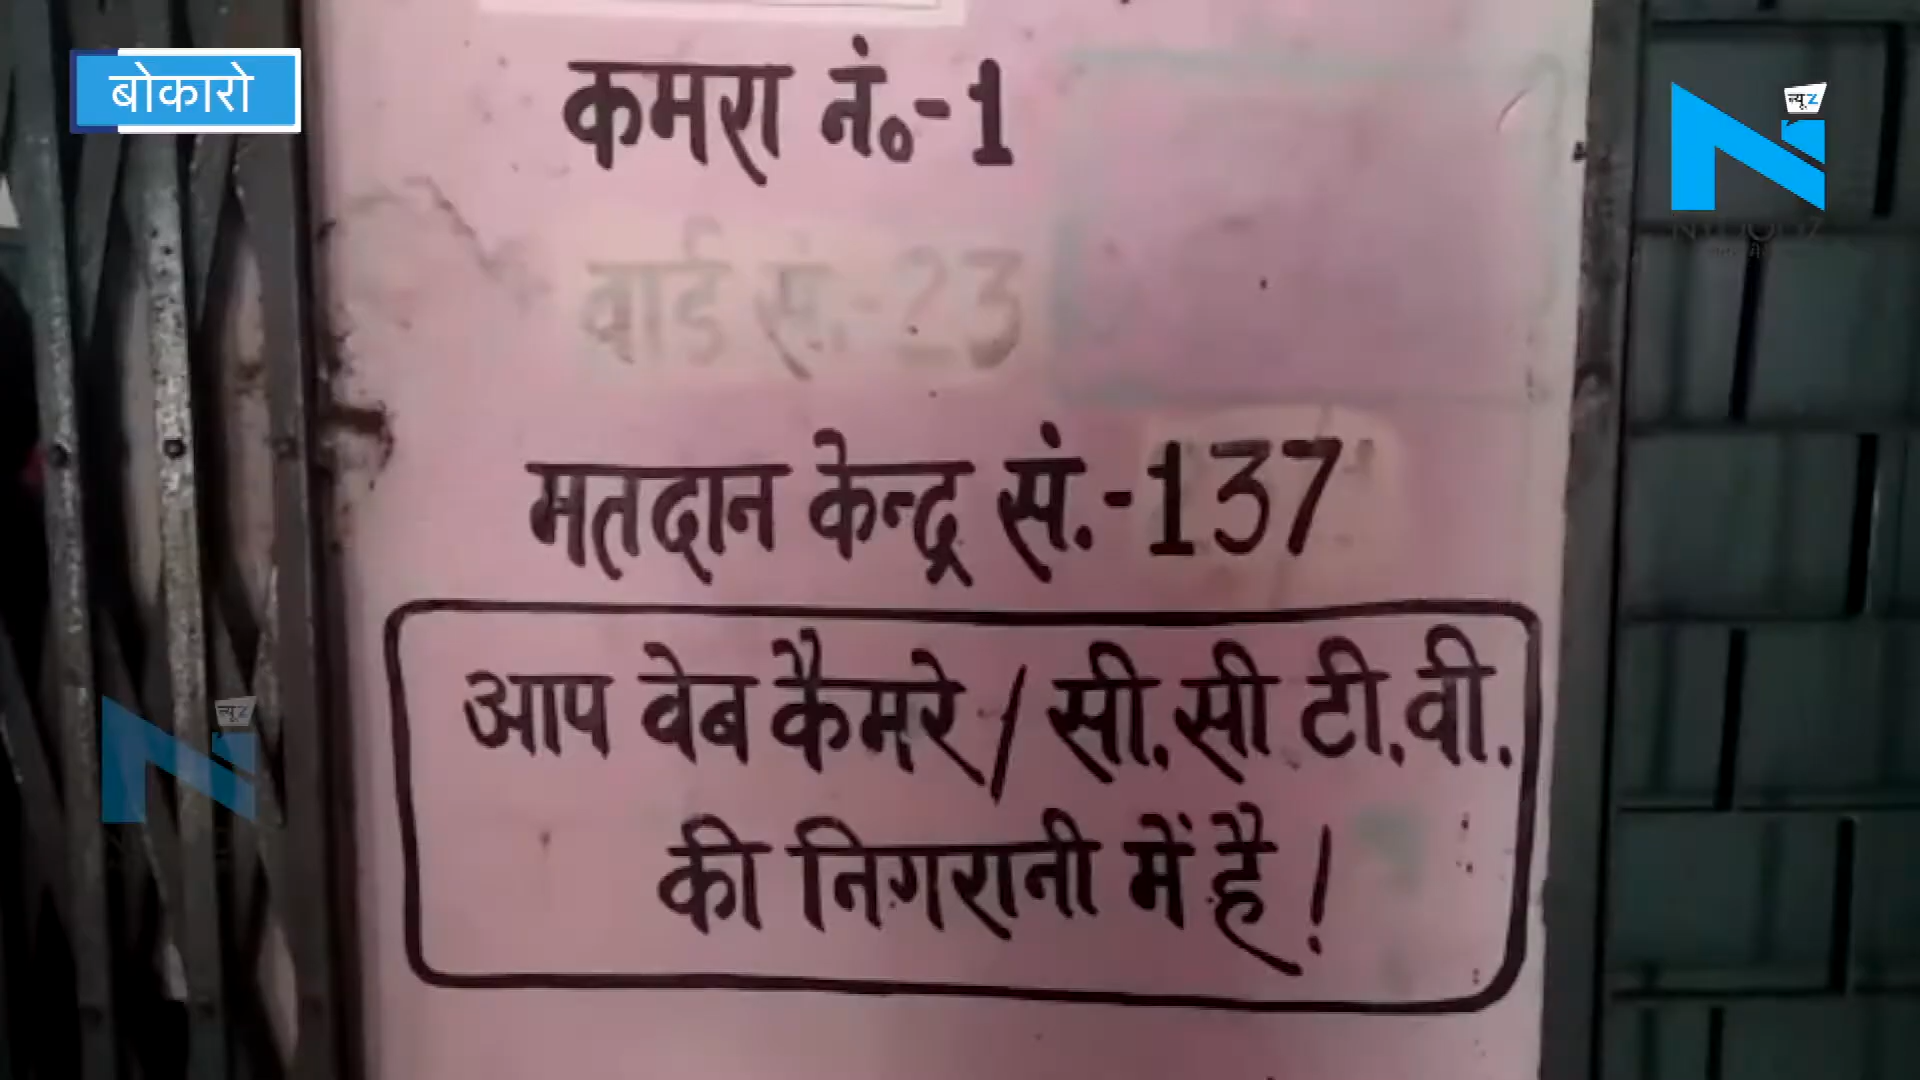 बोकारो
न्यूz
कमरा नं०-1
वार्ड सं.-23
मतदान केन्द्र सं.-137
आप वेब कैमरे / सी.सी टी.वी.
की निगरानी में है !
न्यूz